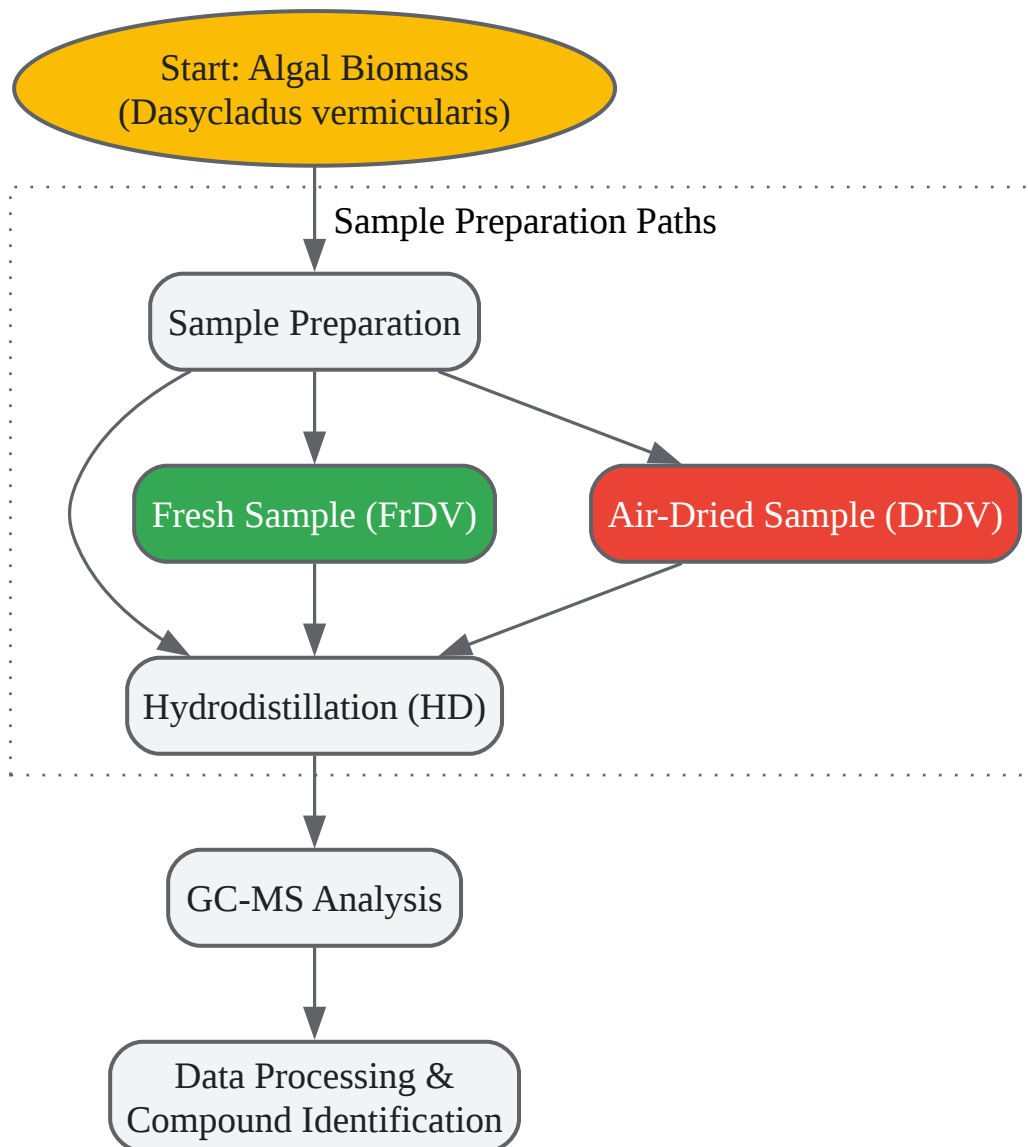 Start: Algal Biomass
(Dasycladus vermicularis)
Sample Preparation Paths
Sample Preparation
Fresh Sample (FrDV)
Air-Dried Sample (DrDV)
Hydrodistillation (HD)
GC-MS Analysis
Data Processing &
Compound Identification